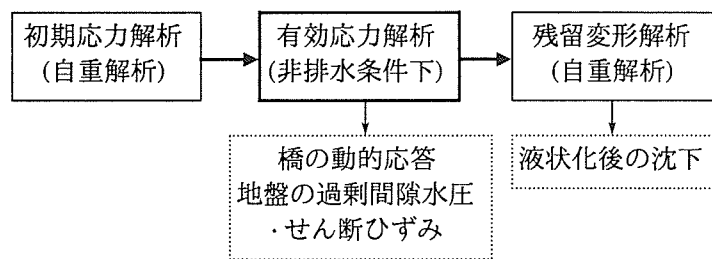 初期応力解析
(自重解析)
有効応力解析
(非排水条件下)
残留変形解析
(自重解析)
橋の動的応答
地盤の過剰間隙水圧
・せん断ひずみ
液状化後の沈下